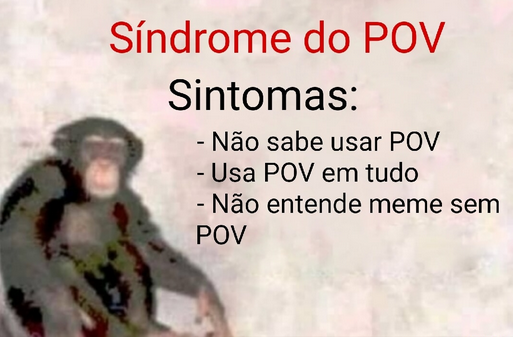 Síndrome do POV
Sintomas:
- Não sabe usar POV
- Usa POV em tudo
- Não entende meme sem
POV